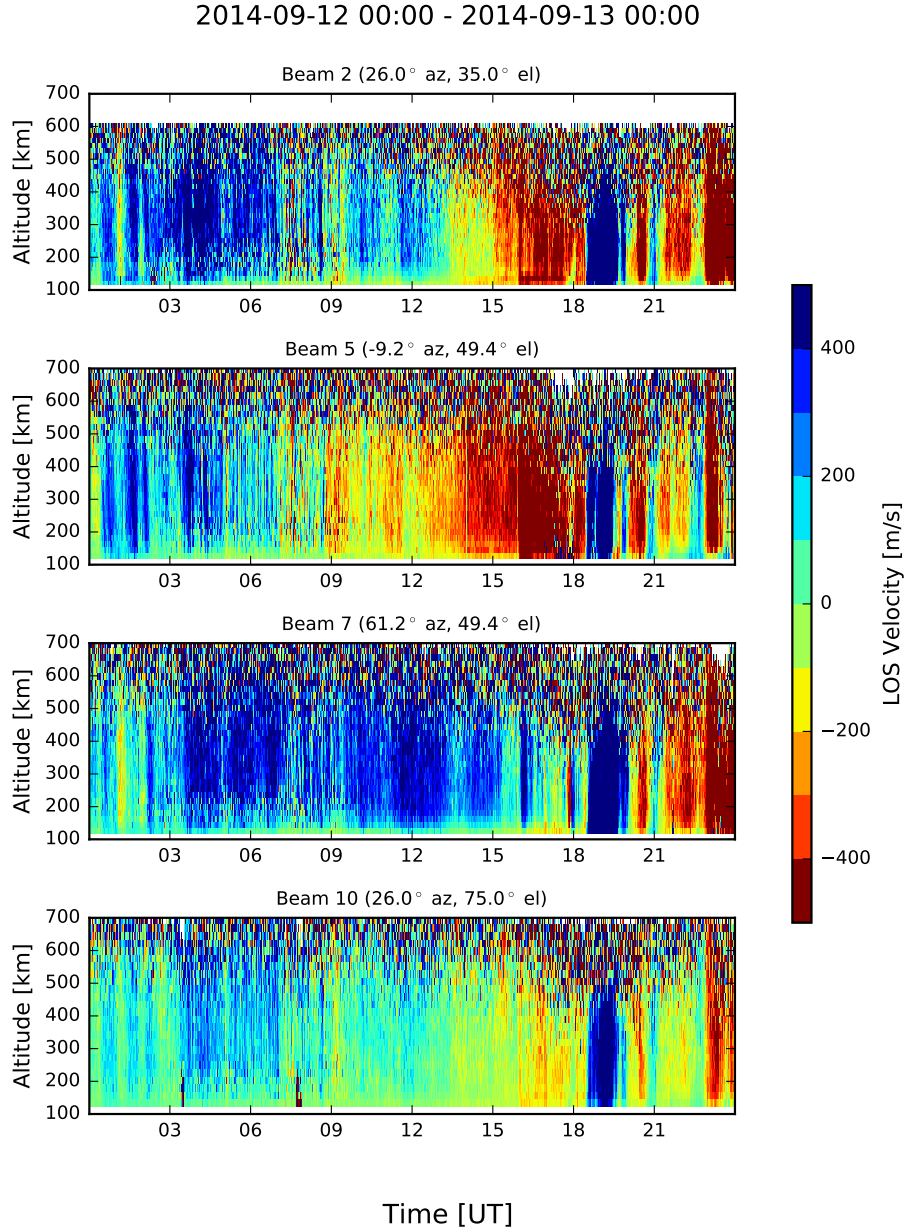 2014-09-12 00:00 - 2014-09-13 00:00
Beam 2 (26.0° az, 35.0° el)
700
600
500
400
300
200
100
Altitude [km]
03 06 09 12 15 18 21
Beam 5 (-9.2° az, 49.4° el)
700
600
500
400
300
200
100
Altitude [km]
03 06 09 12 15 18 21
Beam 7 (61.2° az, 49.4° el)
700
600
500
400
300
200
100
Altitude [km]
03 06 09 12 15 18 21
Beam 10 (26.0° az, 75.0° el)
700
600
500
400
300
200
100
Altitude [km]
03 06 09 12 15 18 21
Time [UT]
400
200
0
−200
−400
LOS Velocity [m/s]